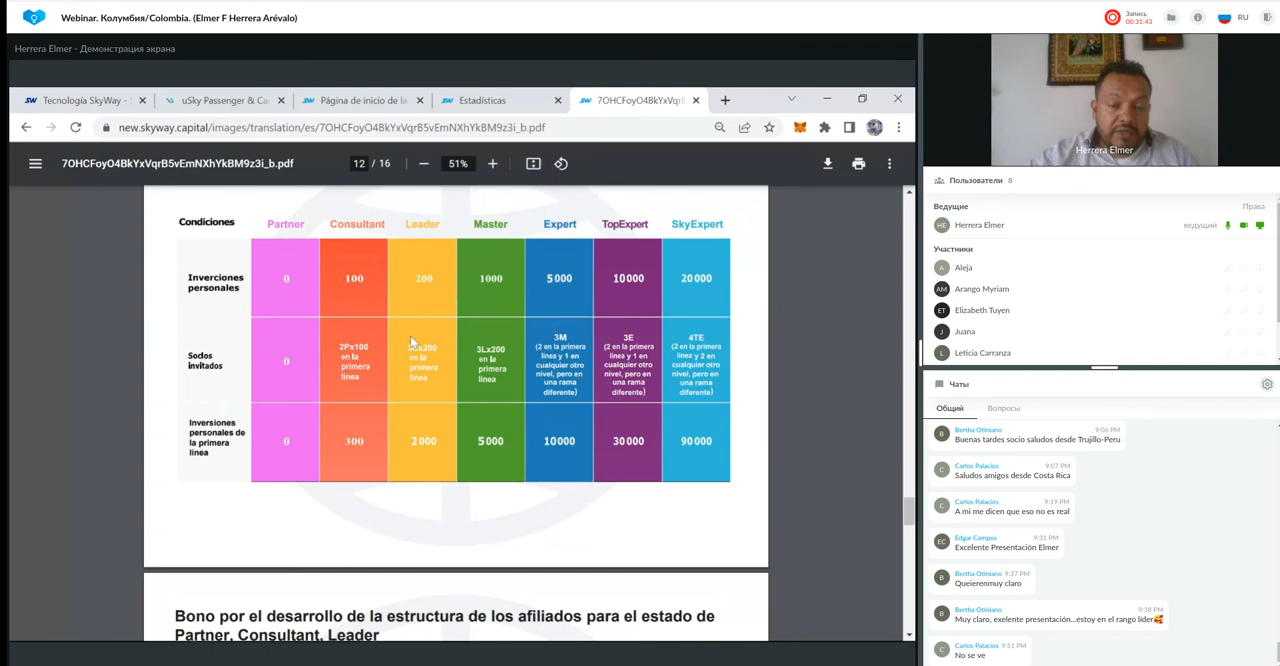 Webinar. Колумбия/Colombia. (Elmer F Herrera Arévalo)
Запись
00:31:43
RU
Herrera Elmer - Демонстрация экрана
Tecnología SkyWay - S
uSky Passenger & Ca
Página de inicio de la
Estadísticas
7OHCFoyO4BkYxVqrB
new.skyway.capital/images/translation/es/7OHCFoyO4BkYxVqrB5vEmNXhYkBM9z3i_b.pdf
7OHCFoyO4BkYxVqrB5vEmNXhYkBM9z3i_b.pdf
12 / 16
51%
Condiciones
Partner
Consultant
Leader
Master
Expert
TopExpert
SkyExpert
Inverciones
personales
0
100
200
1000
5 000
10 000
20 000
Sodos
invitados
0
2Px100
en la
primera
linea
x200
en la
primera
linea
3Lx200
en la
primera
linea
3M
(2 en la primera
linea y 1 en
cualquier otro
nivel, pero en
una rama
diferente)
3E
(2 en la primera
linea y 1 en
cualquier otro
nivel, pero en
una rama
diferente)
4TE
(2 en la primera
linea y 2 en
cualquier otro
nivel, pero en
una rama
diferente)
Inversiones
personales de
la primera
línea
0
300
2 000
5 000
10 000
30 000
90 000
Bono por el desarrollo de la estructura de los afiliados para el estado de
Partner, Consultant, Leader
Herrera Elmer
Пользователи 8
Ведущие
Права
HE
Herrera Elmer
ведущий
Участники
A
Aleja
AM
Arango Myriam
ET
Elizabeth Tuyen
J
Juana
L
Leticia Carranza
Чаты
Общий
Вопросы
B
Bertha Otiniano 9:06 PM
Buenas tardes socio saludos desde Trujillo-Peru
C
Carlos Palacios 9:07 PM
Saludos amigos desde Costa Rica
C
Carlos Palacios 9:19 PM
A mi me dicen que eso no es real
EC
Edgar Campos 9:31 PM
Excelente Presentación Elmer
B
Bertha Otiniano 9:37 PM
Queierenmuy claro
B
Bertha Otiniano 9:38 PM
Muy claro, exelente presentación...estoy en el rango líder🥰
C
Carlos Palacios 9:51 PM
No se ve